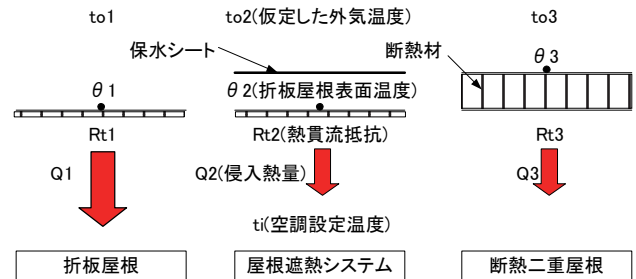 to1 to2(仮定した外気温度) to3
保水シート 断熱材
θ1 θ2(折板屋根表面温度) θ3
Rt1 Rt2(熱貫流抵抗) Rt3
Q1 Q2(侵入熱量) Q3
ti(空調設定温度)
折板屋根 屋根遮熱システム 断熱二重屋根